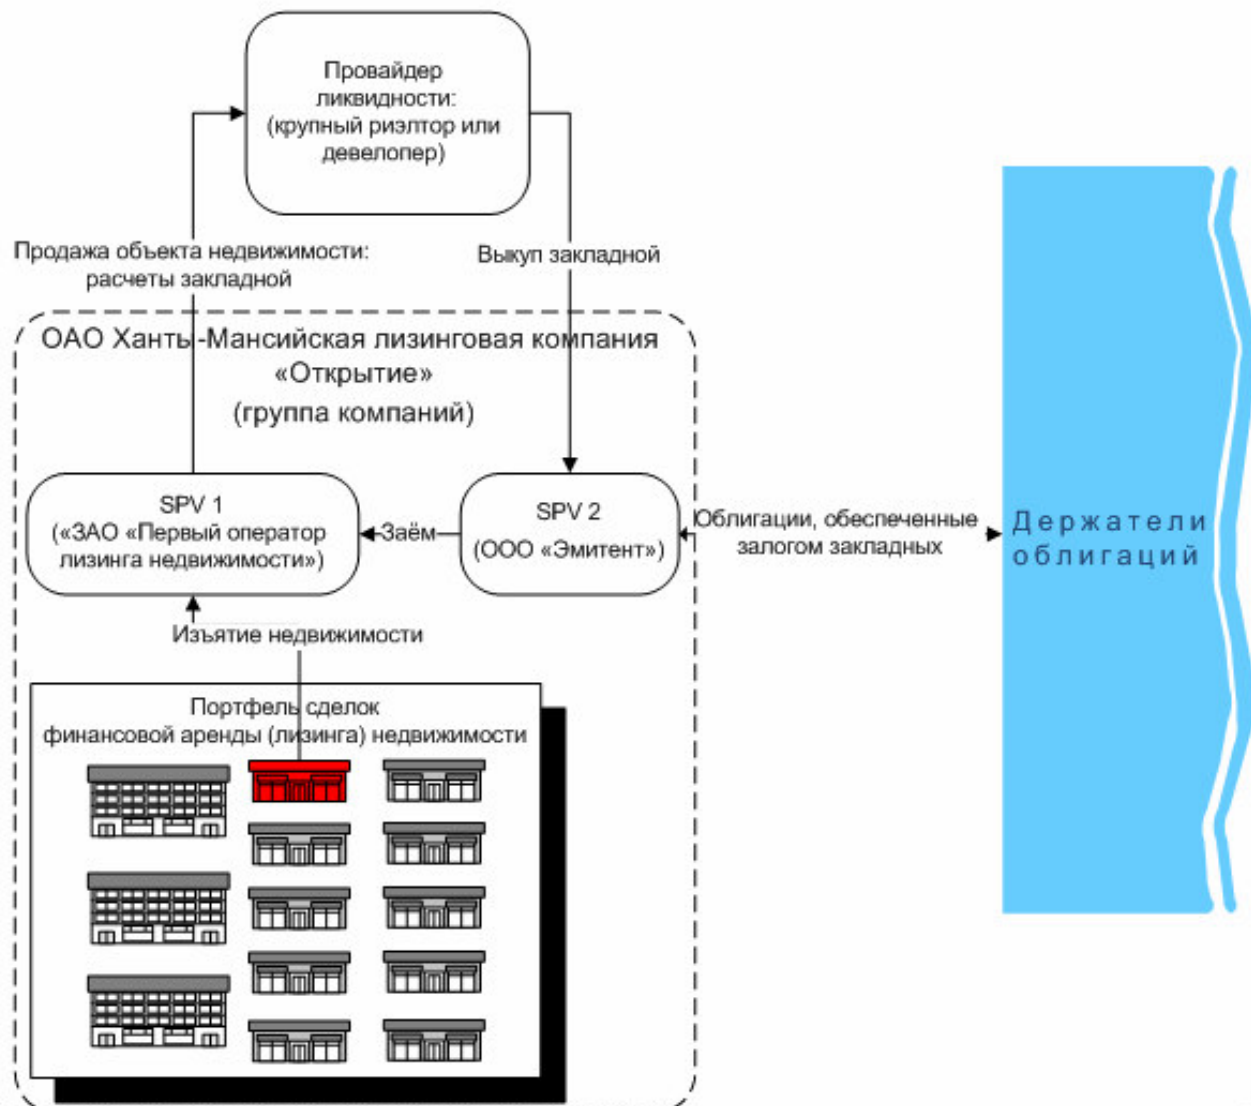 Провайдер
ликвидности:
(крупный риэлтор или
девелопер)
Продажа объекта недвижимости:
расчеты закладной
Выкуп закладной
ОАО Ханты-Мансийская лизинговая компания
«Открытие»
(группа компаний)
SPV 1
(«ЗАО «Первый оператор
лизинга недвижимости»)
Заём
SPV 2
(ООО «Эмитент»)
Облигации, обеспеченные
залогом закладных
Держатели
облигаций
Изъятие недвижимости
Портфель сделок
финансовой аренды (лизинга) недвижимости